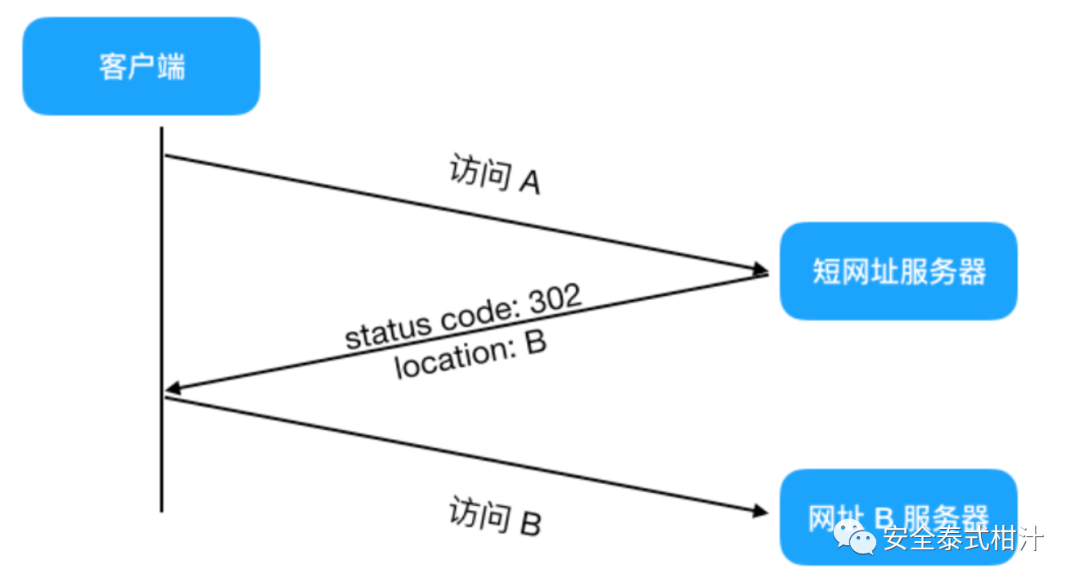 客户端
访问 A
短网址服务器
status code: 302
location: B
访问 B
网址 B 服务器
安全泰式柑汁